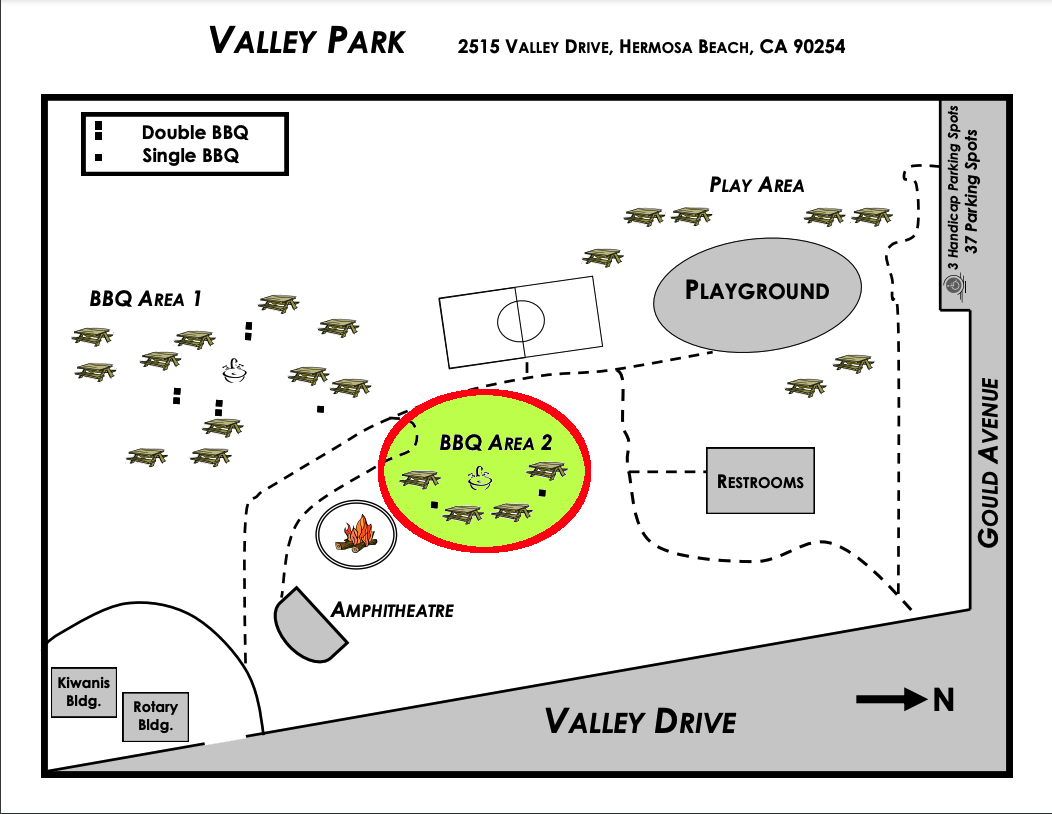 VALLEY PARK 2515 VALLEY DRIVE, HERMOSA BEACH, CA 90254
Double BBQ
Single BBQ
3 Handicap Parking Spots
37 Parking Spots
PLAY AREA
PLAYGROUND
BBQ AREA 1
BBQ AREA 2
RESTROOMS
GOULD AVENUE
AMPHITHEATRE
Kiwanis
Bldg.
Rotary
Bldg.
VALLEY DRIVE
N